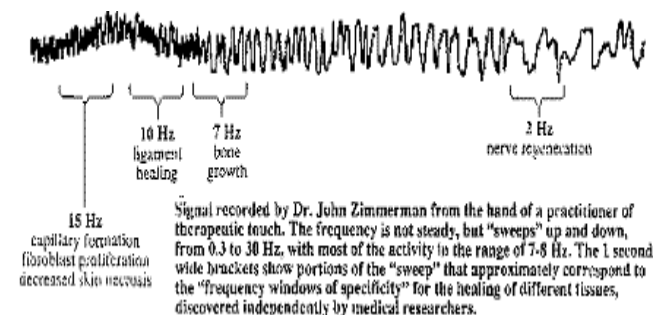 10 Hz
ligament
healing
7 Hz
bone
growth
2 Hz
nerve regeneration
15 Hz
capillary formation
fibroblast proliferation
decreased skin necrosis
Signal recorded by Dr. John Zimmerman from the hand of a practitioner of
therapeutic touch. The frequency is not steady, but "sweeps" up and down,
from 0.3 to 30 Hz, with most of the activity in the range of 7-8 Hz. The 1 second
wide brackets show portions of the "sweep" that approximately correspond to
the "frequency windows of specificity" for the healing of different tissues,
discovered independently by medical researchers.